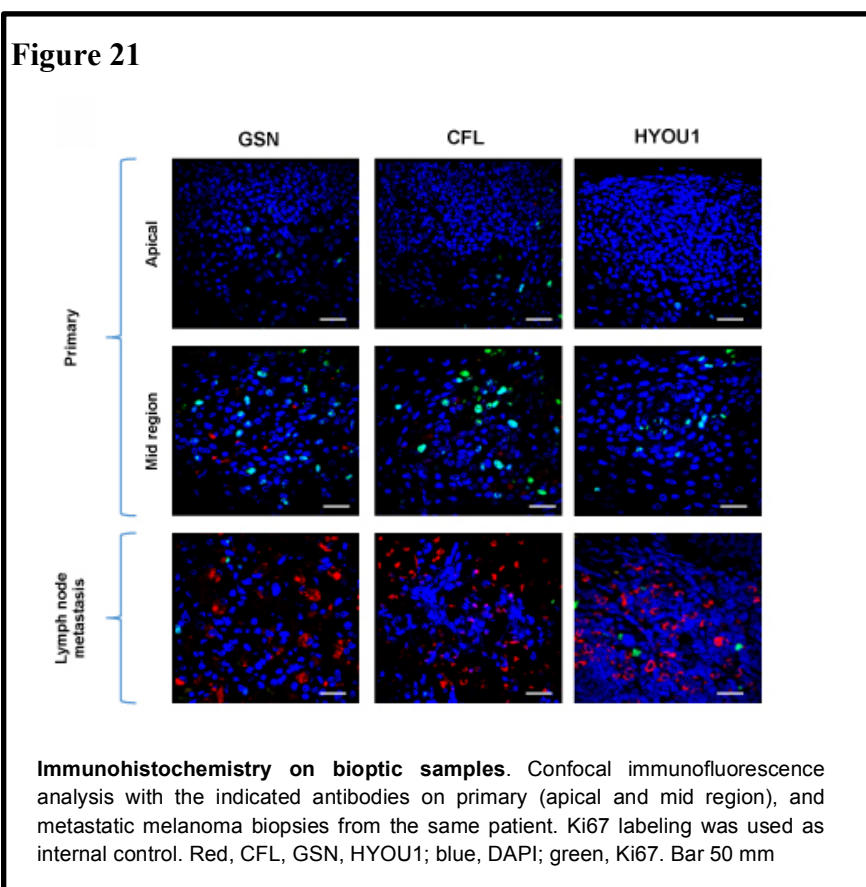 Figure 21
GSN CFL HYOU1
Primary
Apical
Mid region
Lymph node
metastasis
Immunohistochemistry on bioptic samples. Confocal immunofluorescence
analysis with the indicated antibodies on primary (apical and mid region), and
metastatic melanoma biopsies from the same patient. Ki67 labeling was used as
internal control. Red, CFL, GSN, HYOU1; blue, DAPI; green, Ki67. Bar 50 mm